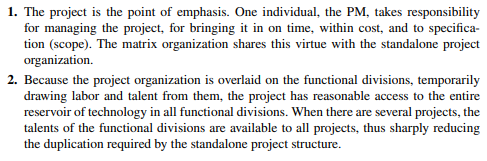 1. The project is the point of emphasis. One individual, the PM, takes responsibility
for managing the project, for bringing it in on time, within cost, and to specifica-
tion (scope). The matrix organization shares this virtue with the standalone project
organization.
2. Because the project organization is overlaid on the functional divisions, temporarily
drawing labor and talent from them, the project has reasonable access to the entire
reservoir of technology in all functional divisions. When there are several projects, the
talents of the functional divisions are available to all projects, thus sharply reducing
the duplication required by the standalone project structure.